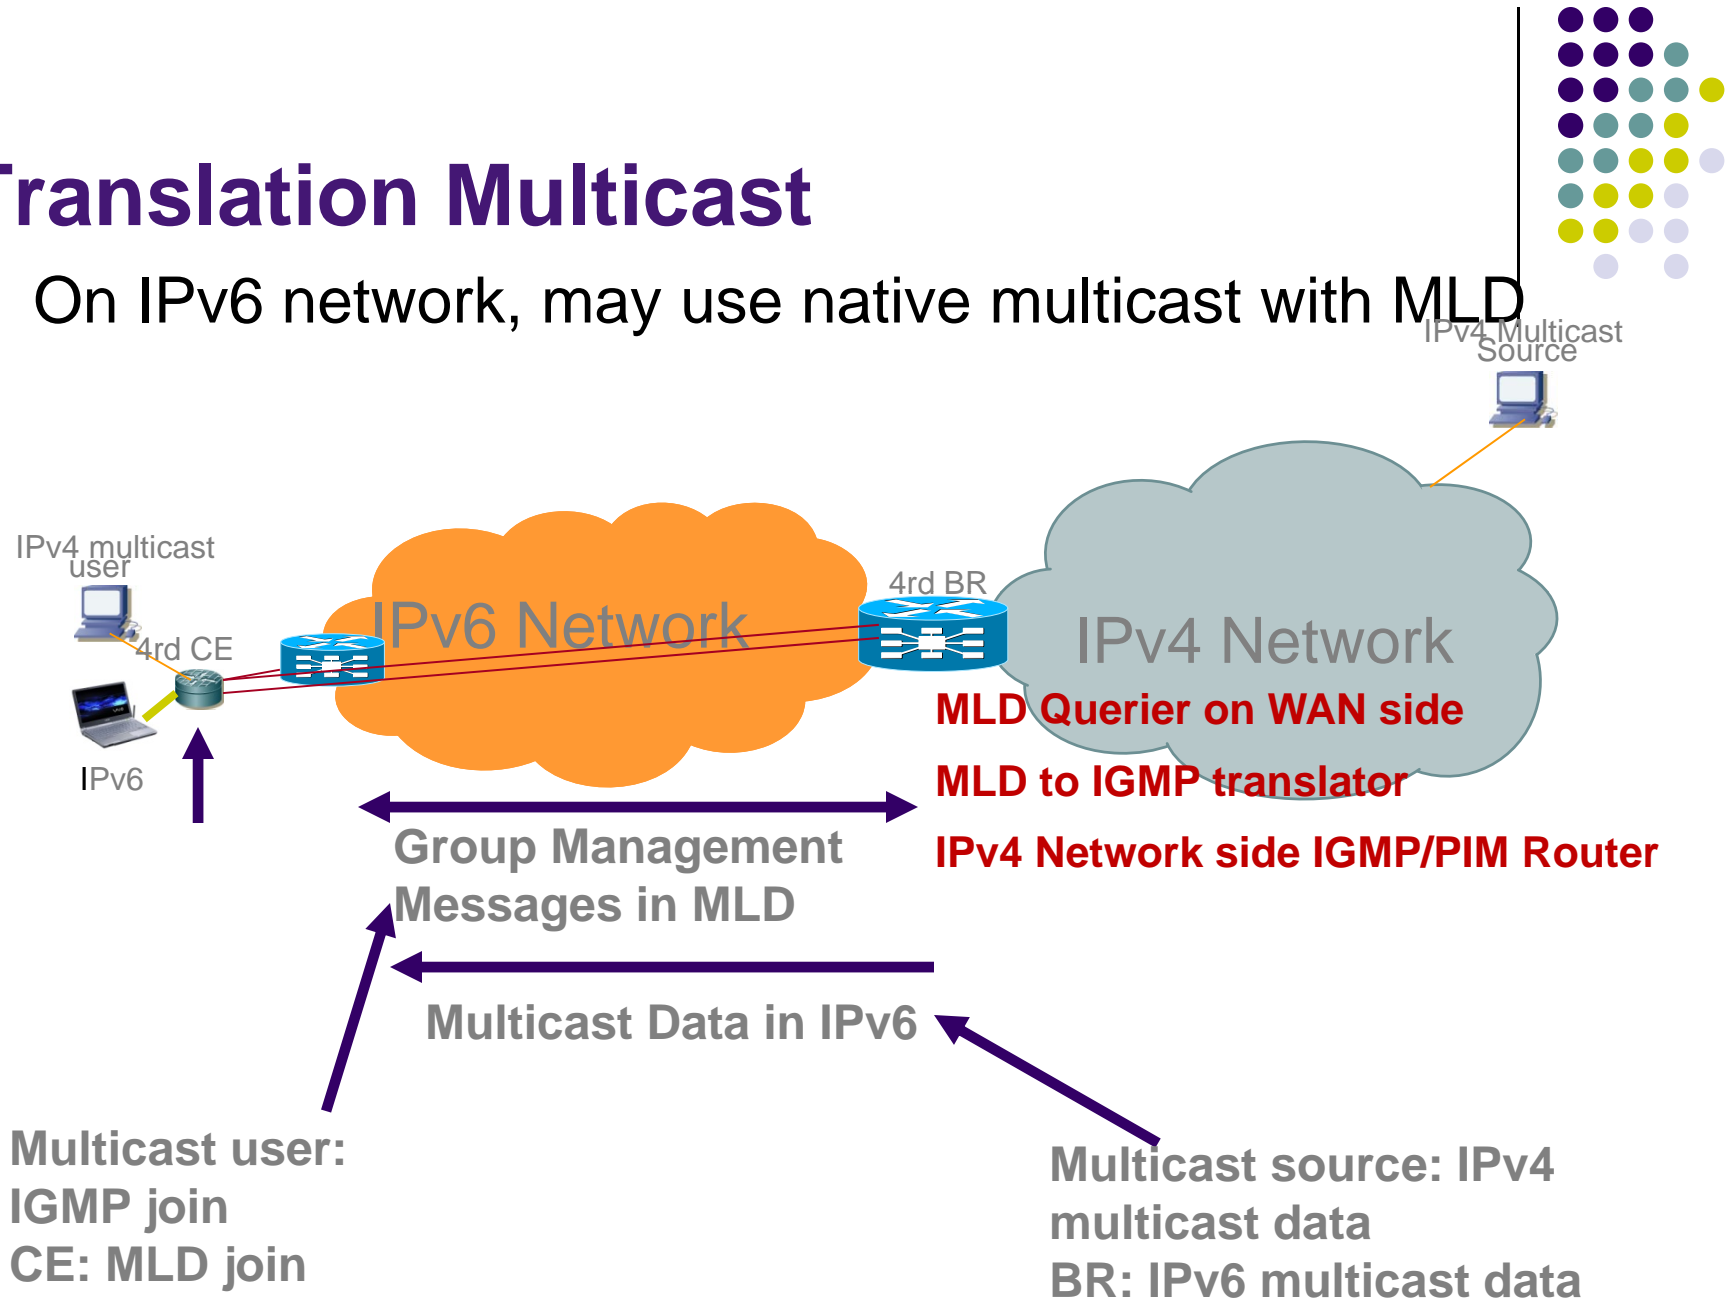 Translation Multicast
On IPv6 network, may use native multicast with MLD
IPv4 Multicast
Source
IPv4 multicast
user
4rd BR
IPv6 Network
IPv4 Network
4rd CE
MLD Querier on WAN side
IPv6
MLD to IGMP translator
Group Management
Messages in MLD
IPv4 Network side IGMP/PIM Router
Multicast Data in IPv6
Multicast user:
IGMP join
CE: MLD join
Multicast source: IPv4
multicast data
BR: IPv6 multicast data